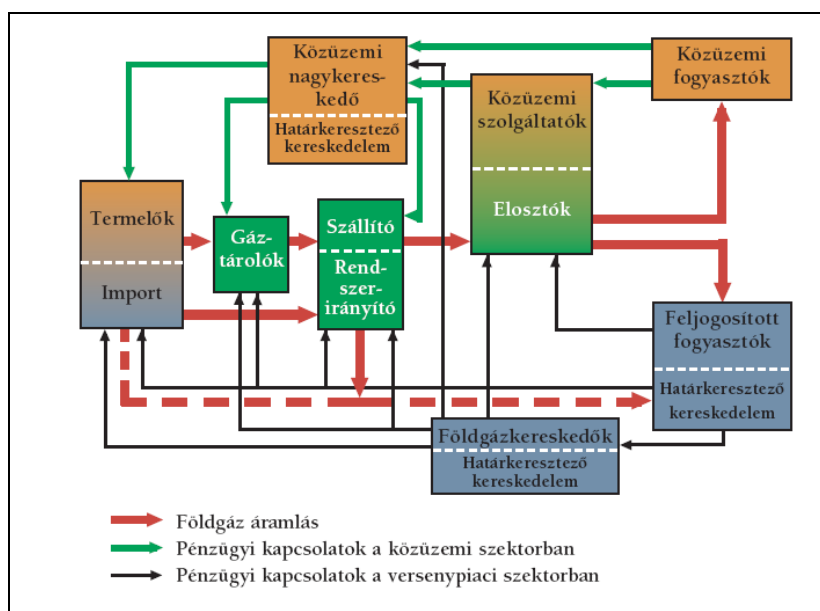 Közüzemi
nagykeres-
kedő
Határkeresztező
kereskedelem
Közüzemi
fogyasztók
Közüzemi
szolgáltatók
Elosztók
Termelők
Import
Gáz-
tárolók
Szállító
Rend-
szer-
irányító
Feljogosított
fogyasztók
Határkeresztező
kereskedelem
Földgázkereskedők
Határkeresztező
kereskedelem
Földgáz áramlás
Pénzügyi kapcsolatok a közüzemi szektorban
Pénzügyi kapcsolatok a versenypiaci szektorban